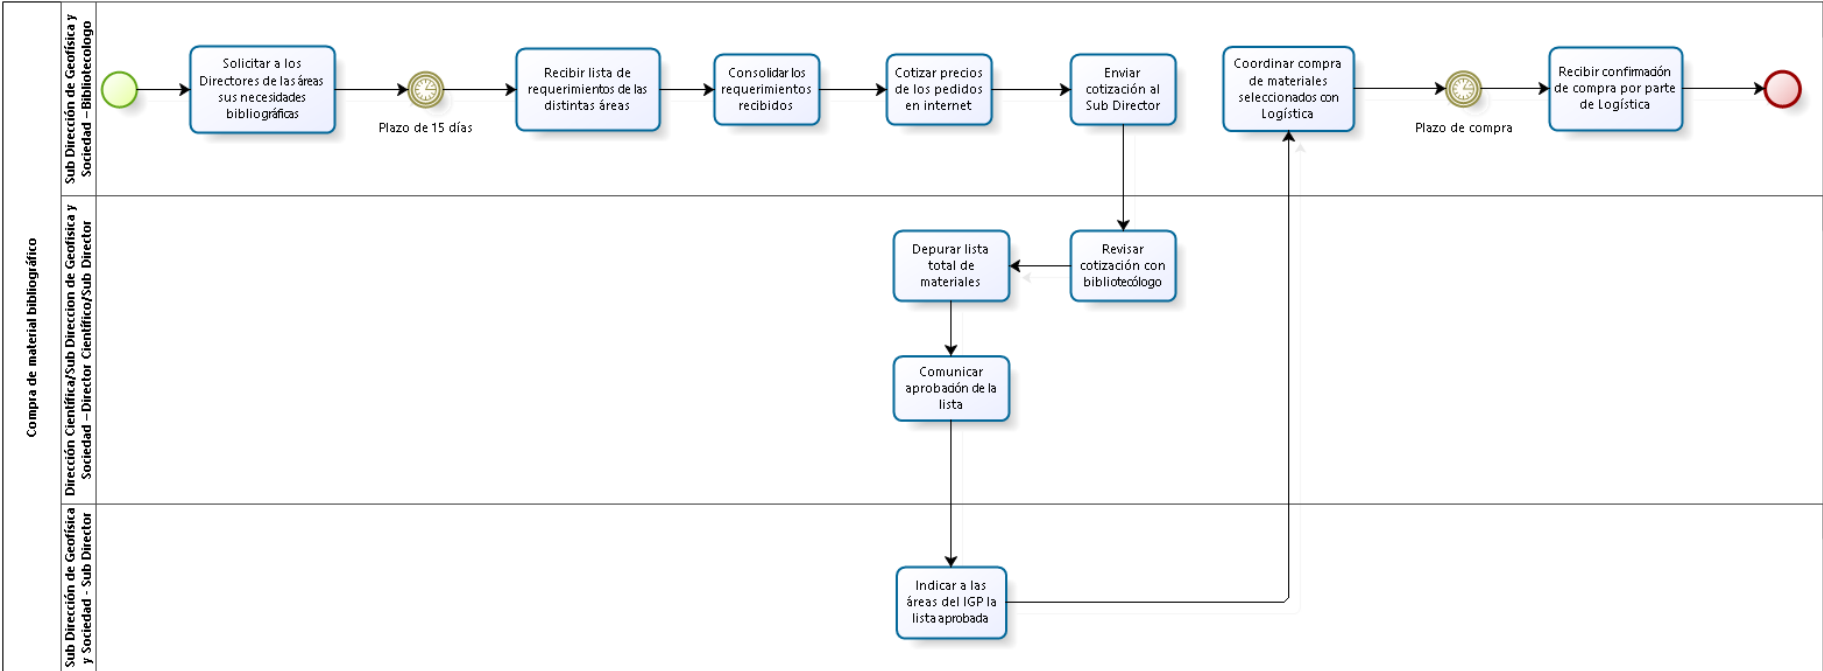 Compra de material bibliográfico
Sub Dirección de Geofísica y
Sociedad – Bibliotecologo
Solicitar a los
Directores de las áreas
sus necesidades
bibliográficas
Plazo de 15 días
Recibir lista de
requerimientos de las
distintas áreas
Consolidar los
requerimientos
recibidos
Cotizar precios
de los pedidos
en internet
Enviar
cotización al
Sub Director
Coordinar compra
de materiales
seleccionados con
Logística
Plazo de compra
Recibir confirmación
de compra por parte
de Logística
Dirección Científica/Sub Direccion de Geofisica y
Sociedad – Director Científico/Sub Director
Revisar
cotización con
bibliotecólogo
Depurar lista
total de
materiales
Comunicar
aprobación de la
lista
Sub Dirección de Geofísica
y Sociedad - Sub Director
Indicar a las
áreas del IGP la
lista aprobada